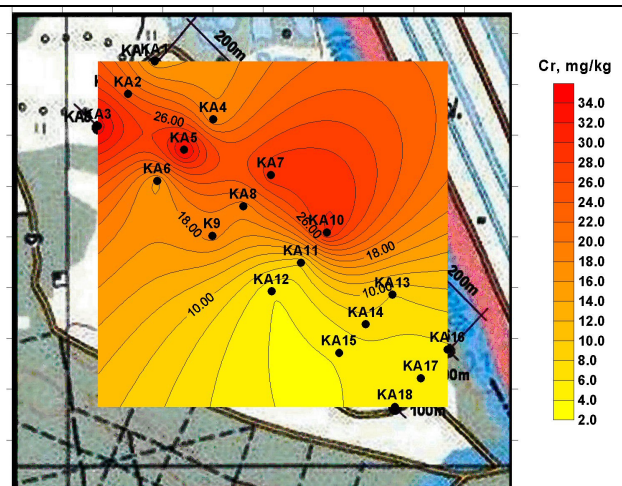 KA1
200m
Cr, mg/kg
KA2
34.0
KA3
KA4
26.00
32.0
KA5
30.0
KA6
KA7
28.0
26.0
KA8
24.0
18.00
K9
26.00
KA10
22.0
KA11
18.00
20.0
KA12
10.00
KA13
200m
18.0
10.00
KA14
16.0
KA15
KA16
14.0
KA17
00m
12.0
KA18
100m
10.0
8.0
6.0
4.0
2.0